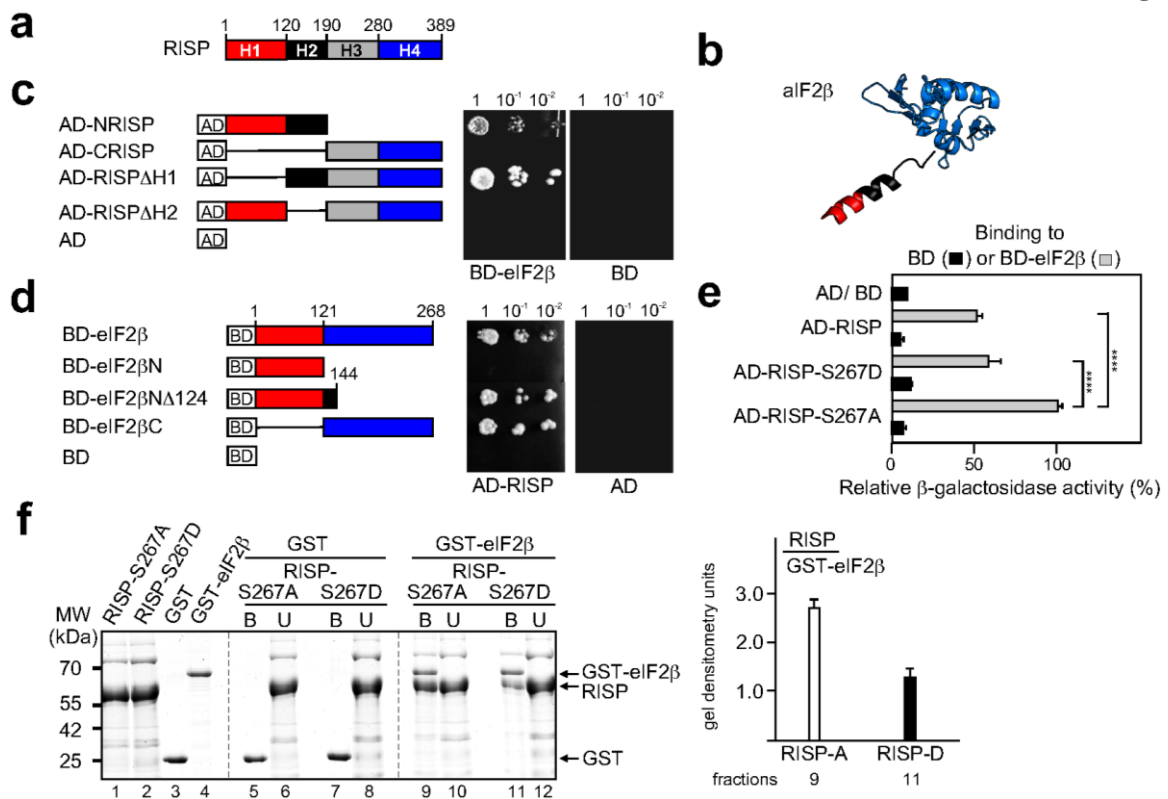 a
1 120 190 280 389
RISP H1 H2 H3 H4
b
aIF2β
c
1 10⁻¹ 10⁻² 1 10⁻¹ 10⁻²
AD-NRISP AD
AD-CRISP AD
AD-RISPΔH1 AD
AD-RISPΔH2 AD
AD AD
BD-eIF2β BD
d
1 121 268
1 10⁻¹ 10⁻² 1 10⁻¹ 10⁻²
BD-eIF2β BD
BD-eIF2βN BD
144
BD-eIF2βNΔ124 BD
BD-eIF2βC BD
BD BD
AD-RISP AD
e
Binding to
BD (■) or BD-eIF2β (□)
AD/ BD
AD-RISP
AD-RISP-S267D
AD-RISP-S267A
****
****
0 50 100
Relative β-galactosidase activity (%)
f
RISP-S267A
RISP-S267D
GST
GST-eIF2β
GST GST-eIF2β
RISP- RISP-
S267A S267D S267A S267D
MW
(kDa)
B U B U B U B U
70
55
42
25
GST-eIF2β
RISP
GST
1 2 3 4 5 6 7 8 9 10 11 12
RISP
GST-eIF2β
gel densitometry units
3.0
2.0
1.0
RISP-A RISP-D
fractions 9 11